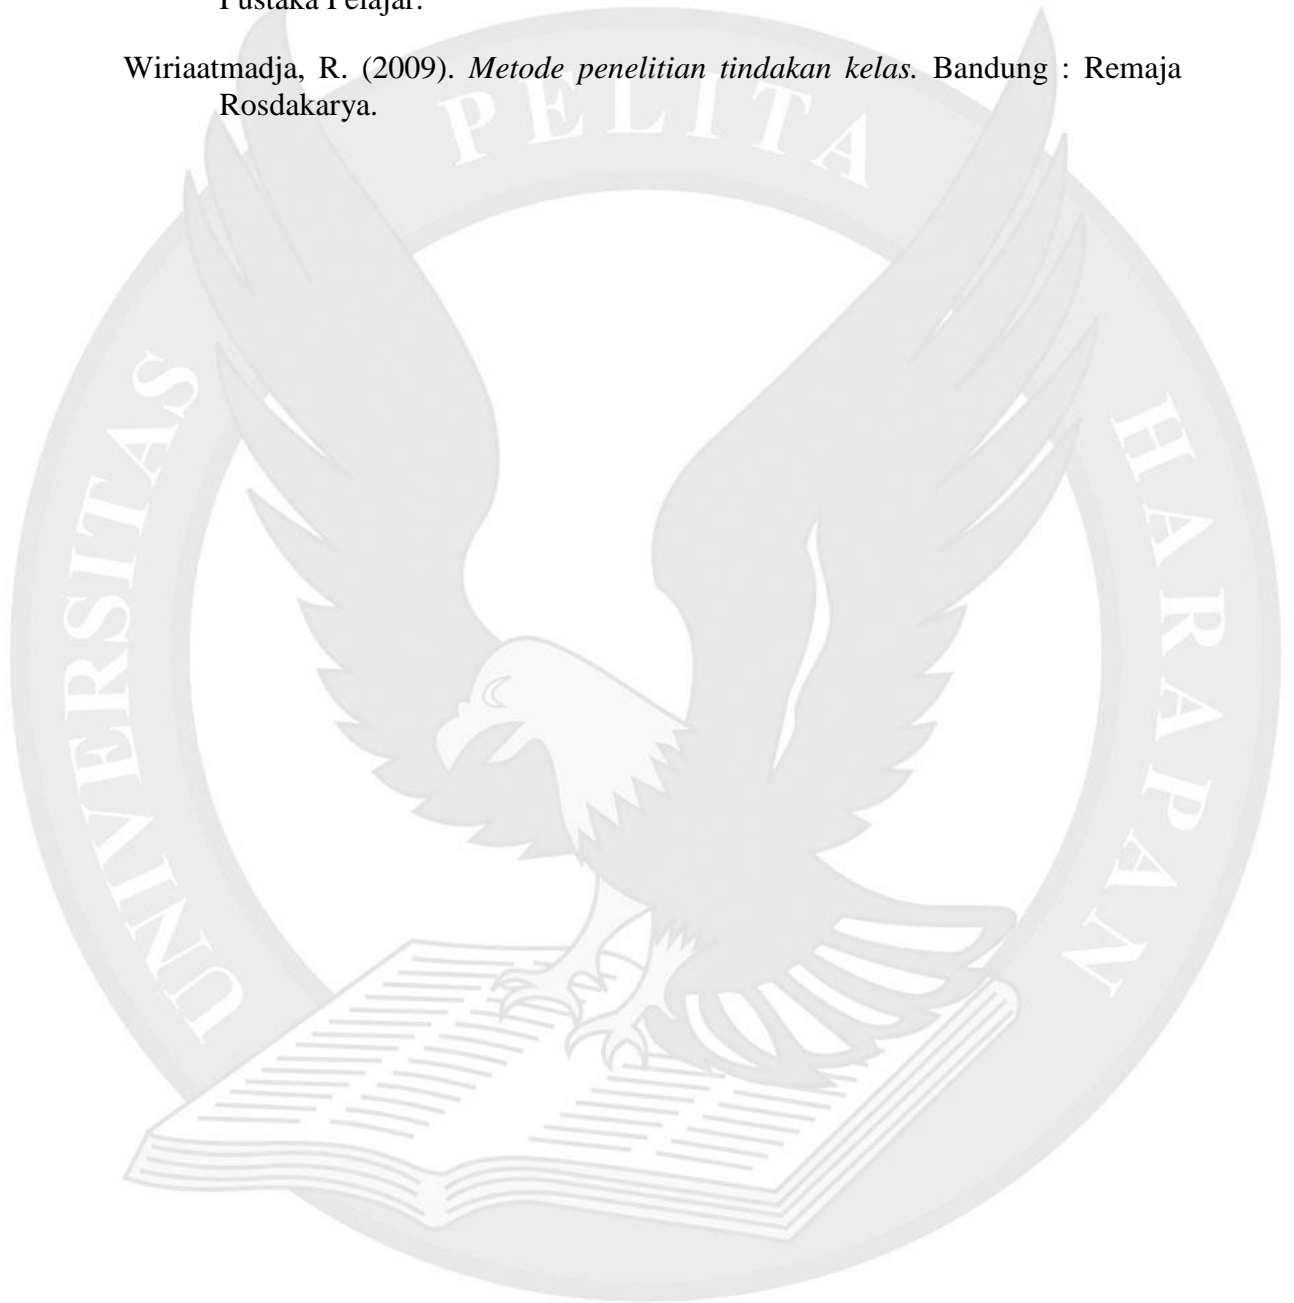 Pustaka Pelajar.
Wiriaatmadja, R. (2009). Metode penelitian tindakan kelas. Bandung : Remaja
Rosdakarya.
UNIVERSITAS PELITA HARAPAN